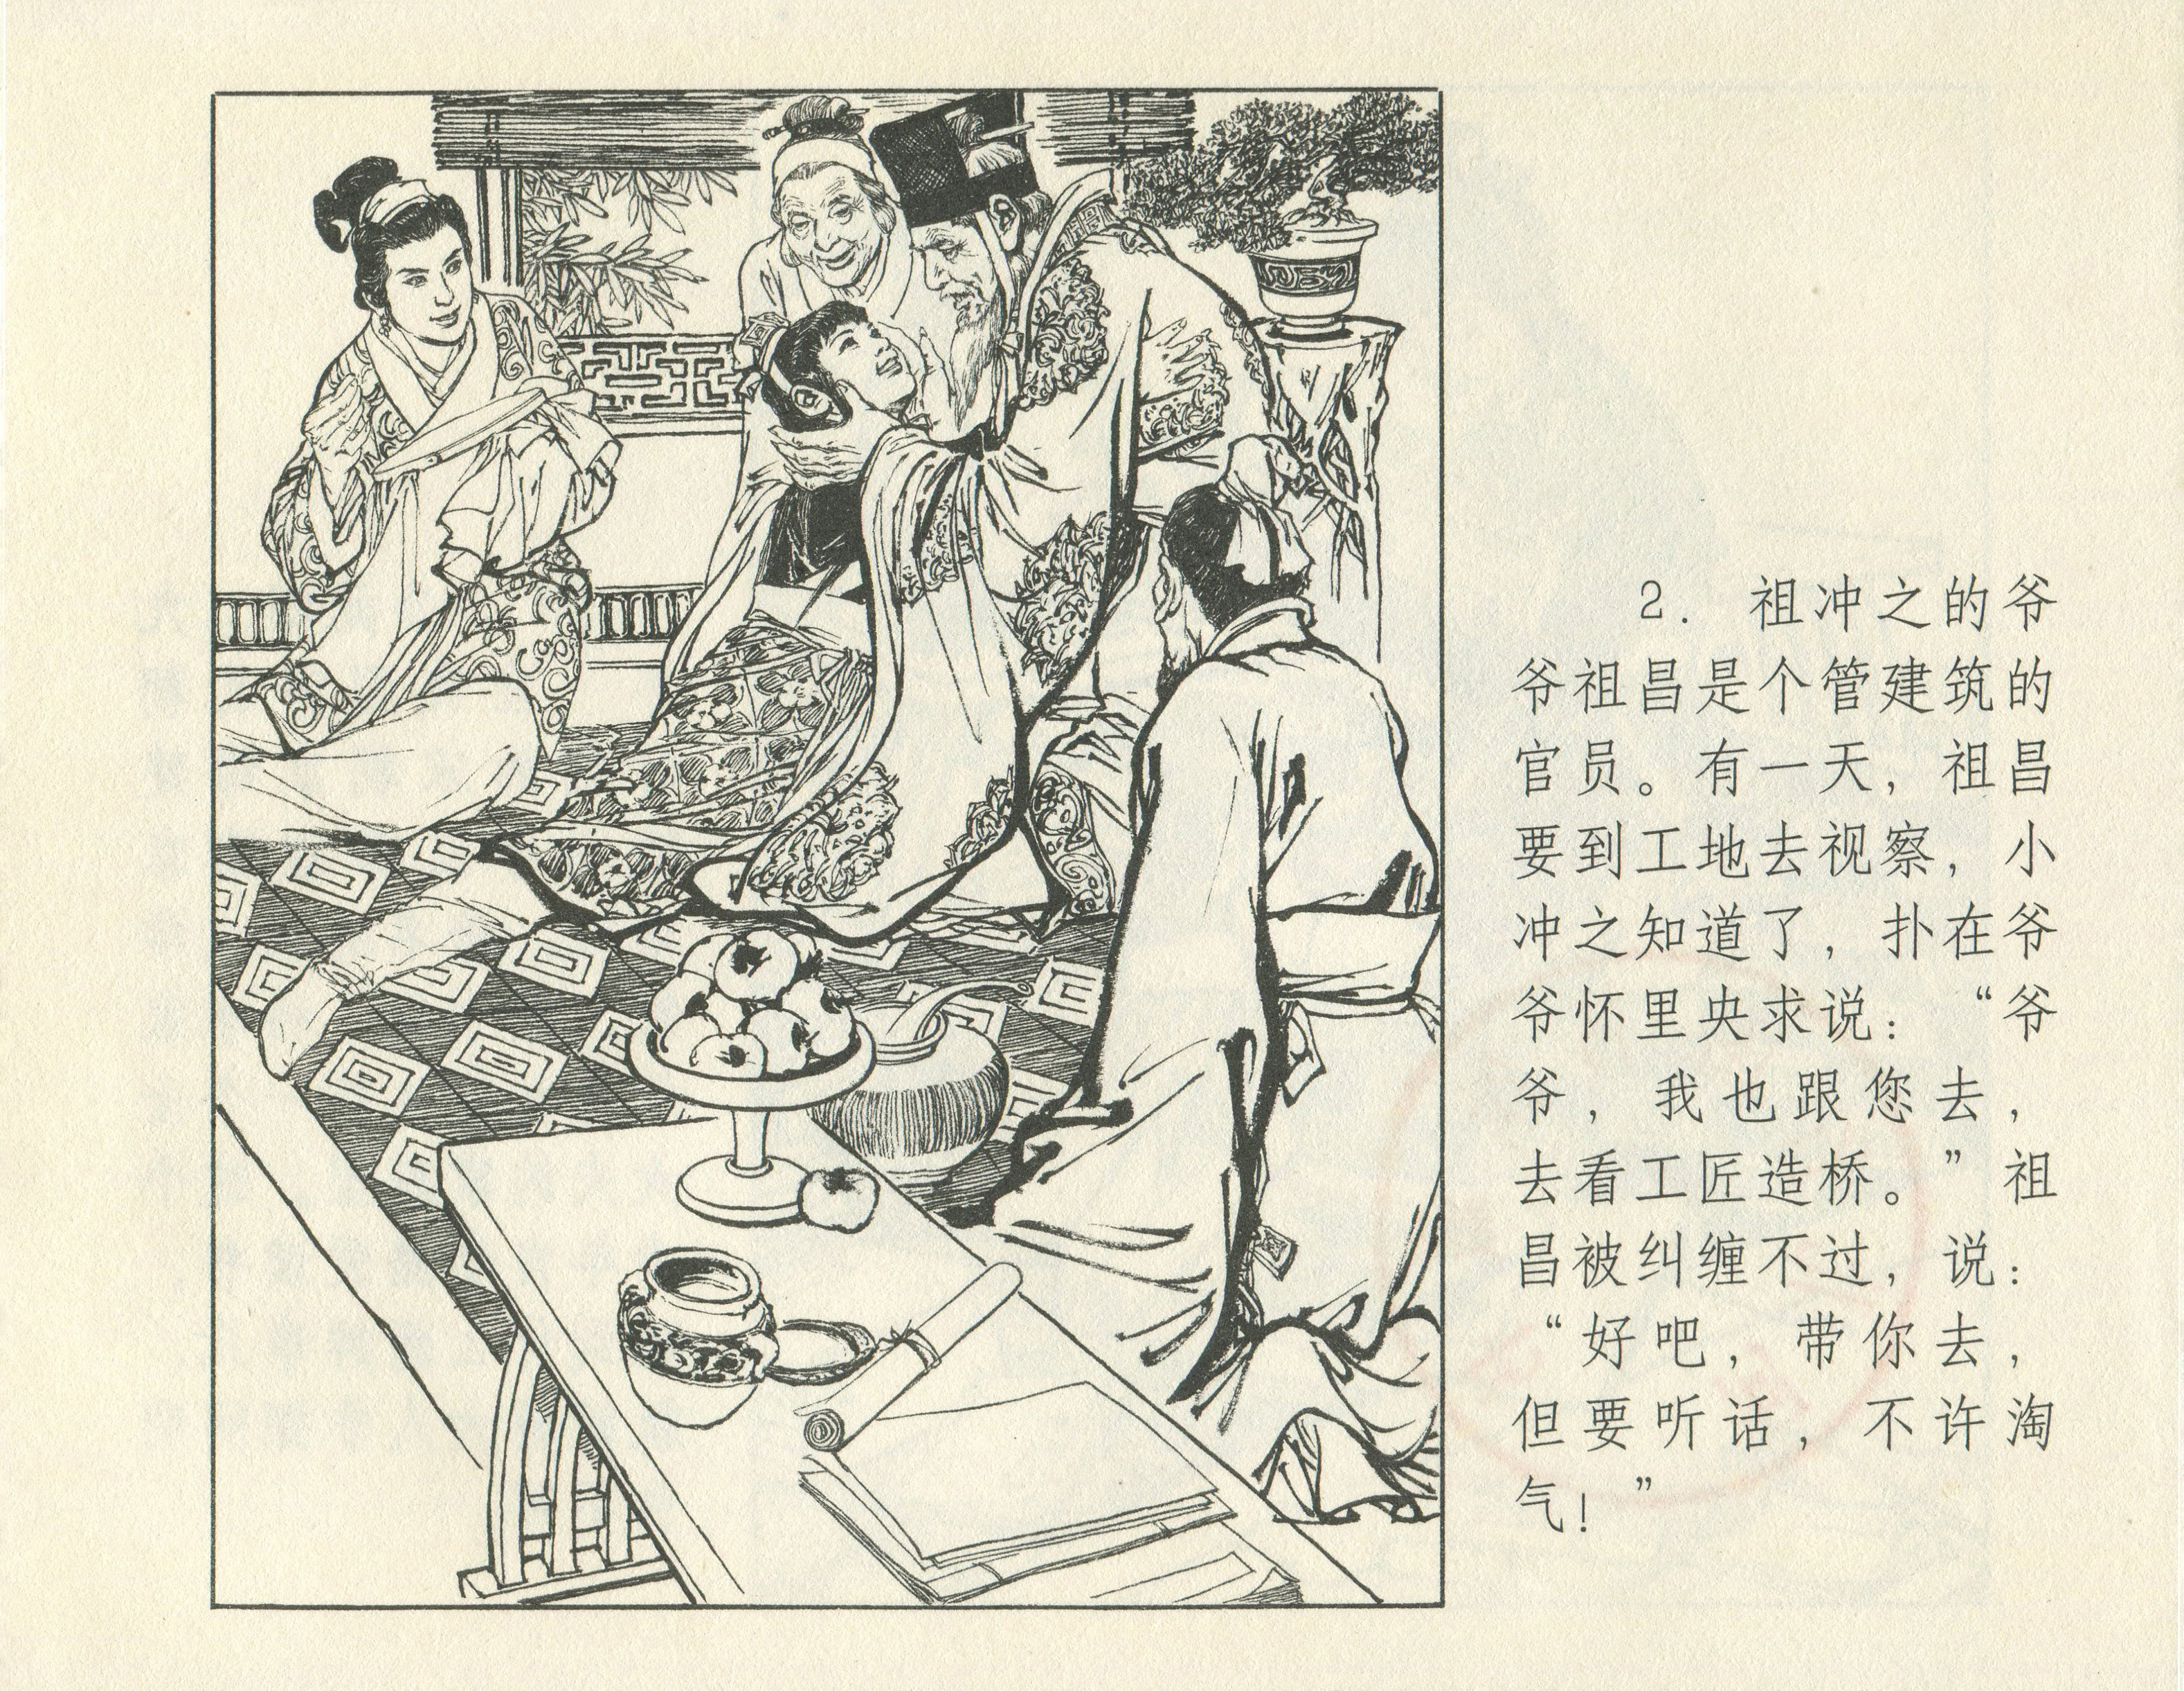 2. 祖冲之的爷
爷祖昌是个管建筑的
官员。有一天，祖昌
要到工地去视察，小
冲之知道了，扑在爷
爷怀里央求说：“爷
爷，我也跟您去，
去看工匠造桥。”祖
昌被纠缠不过，说：
“好吧，带你去，
但要听话，不许淘
气！”